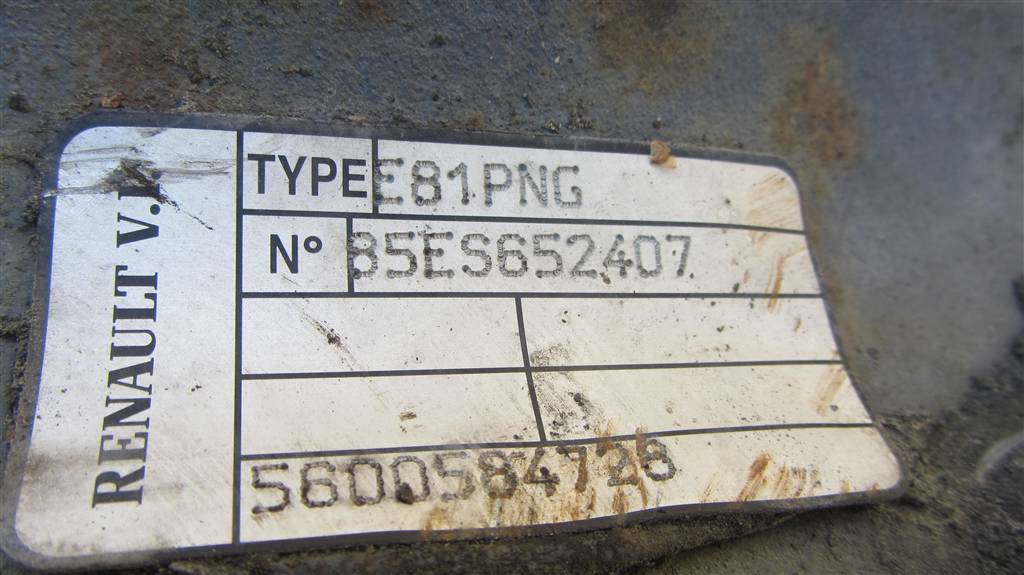 RENAULT V.I
TYPE E81PNG
N° 85ES652407
5600584728